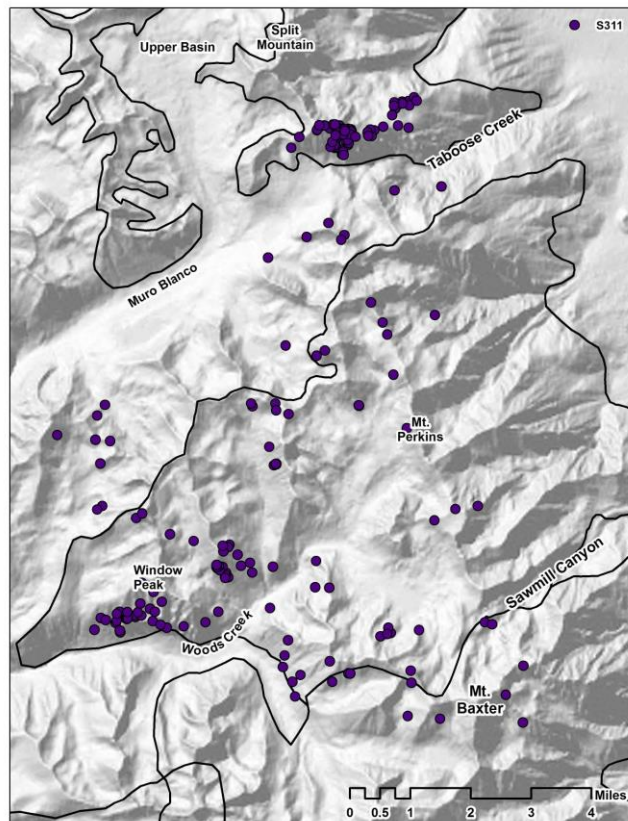 S311
Split
Mountain
Upper Basin
Taboose Creek
Muro Blanco
Mt.
Perkins
Sawmill Canyon
Window
Peak
Woods Creek
Mt.
Baxter
Miles
0 0.5 1 2 3 4